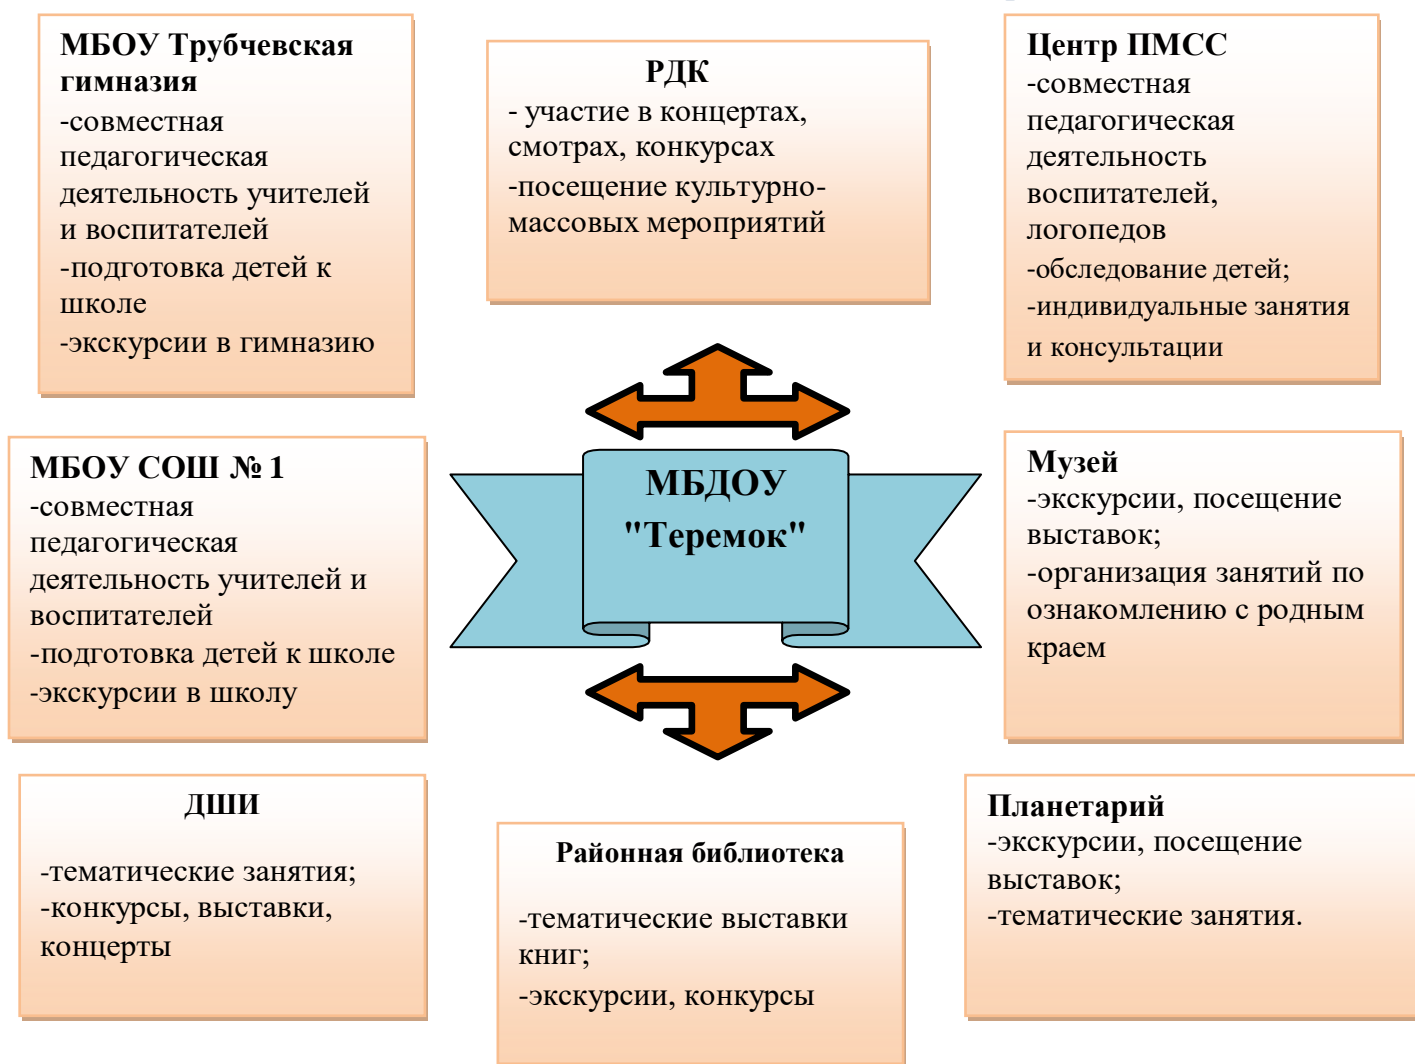 МБОУ Трубчевская
гимназия
-совместная
педагогическая
деятельность учителей
и воспитателей
-подготовка детей к
школе
-экскурсии в гимназию
РДК
- участие в концертах,
смотрах, конкурсах
-посещение культурно-
массовых мероприятий
Центр ПМСС
-совместная
педагогическая
деятельность
воспитателей,
логопедов
-обследование детей;
-индивидуальные занятия
и консультации
МБОУ СОШ № 1
-совместная
педагогическая
деятельность учителей и
воспитателей
-подготовка детей к школе
-экскурсии в школу
МБДОУ
"Теремок"
Музей
-экскурсии, посещение
выставок;
-организация занятий по
ознакомлению с родным
краем
ДШИ
-тематические занятия;
-конкурсы, выставки,
концерты
Районная библиотека
-тематические выставки
книг;
-экскурсии, конкурсы
Планетарий
-экскурсии, посещение
выставок;
-тематические занятия.